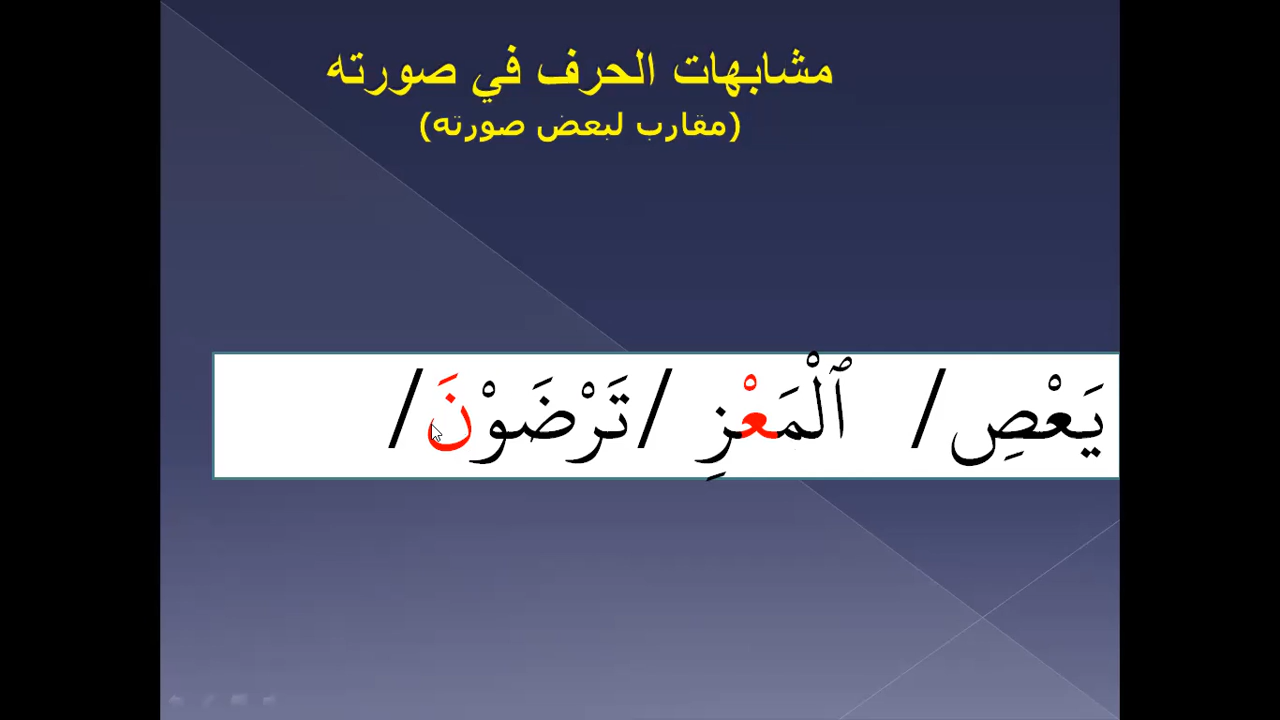 مشابهات الحرف في صورته
(مقارب لبعض صورته)
يَعْصِ/ ٱلْمَعْزِ /تَرْضَوْنَ/